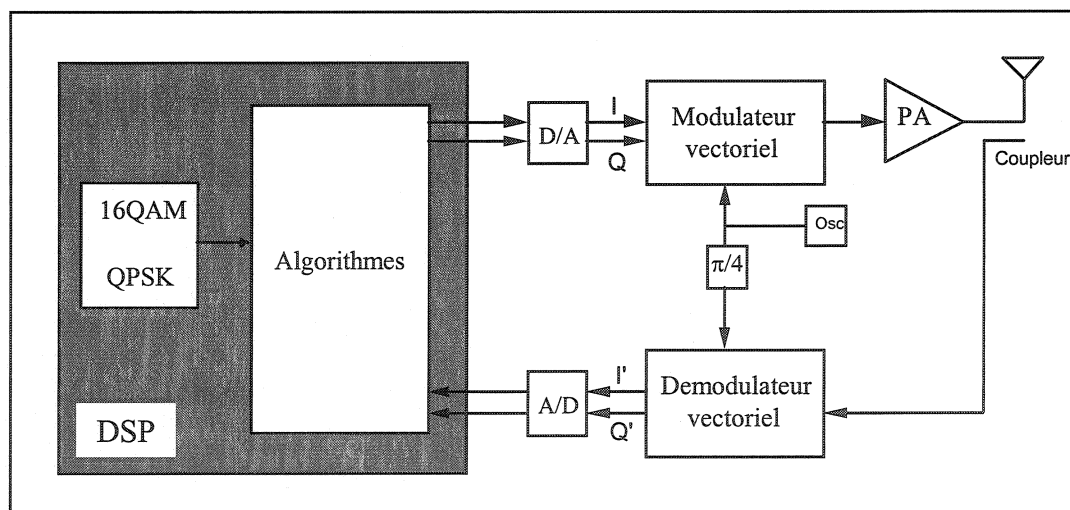 16QAM
QPSK
DSP
Algorithmes
D/A
I
Q
Modulateur
vectoriel
PA
Coupleur
Osc
π/4
A/D
I'
Q'
Demodulateur
vectoriel